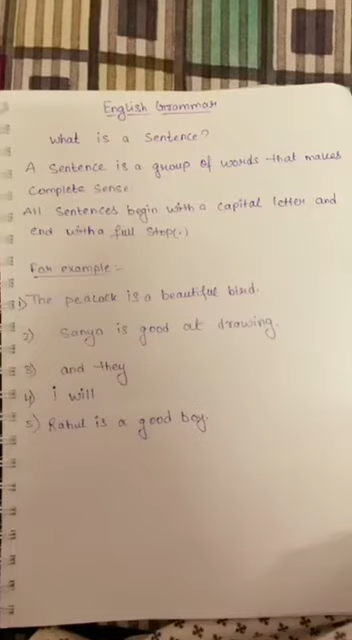 English Grammar
What is a Sentence?
A Sentence is a group of words that makes
Complete Sense
All Sentences begin with a capital letter and
end with a full stop(.)
For example:-
1) The peacock is a beautiful bird.
2) Sanya is good at drawing.
3) and they
4) i will
5) Rahul is a good boy.